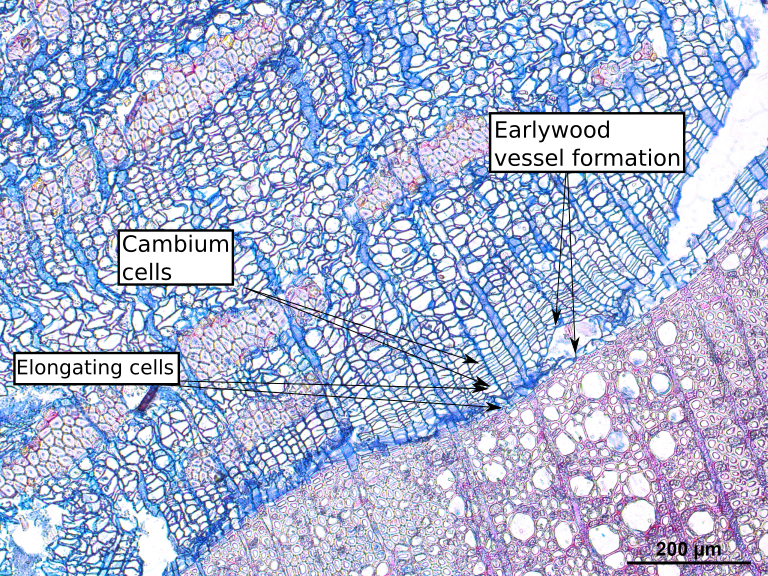 Earlywood
vessel formation
Cambium
cells
Elongating cells
200 µm